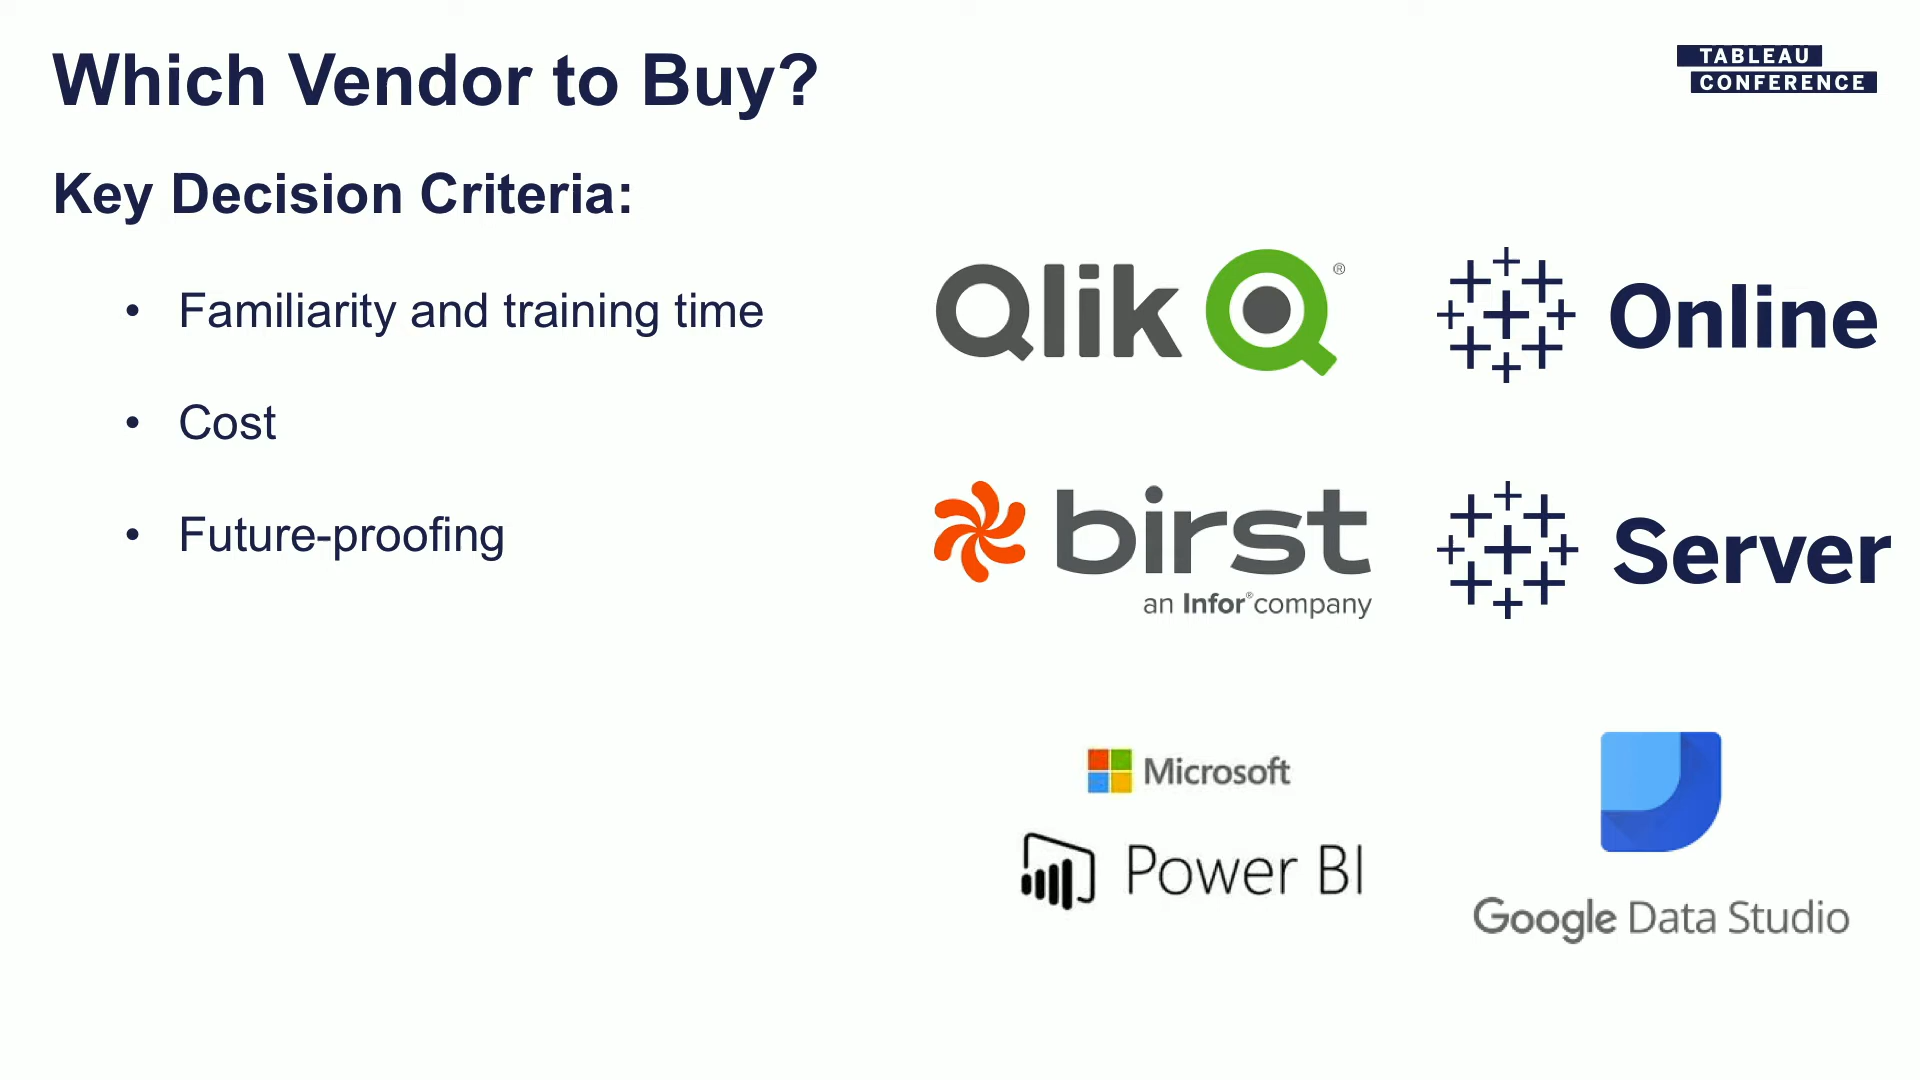 Which Vendor to Buy?
TABLEAU
CONFERENCE
Key Decision Criteria:
• Familiarity and training time
• Cost
• Future-proofing
Qlik ®
Online
birst
an Infor® company
Server
Microsoft
Power BI
Google Data Studio